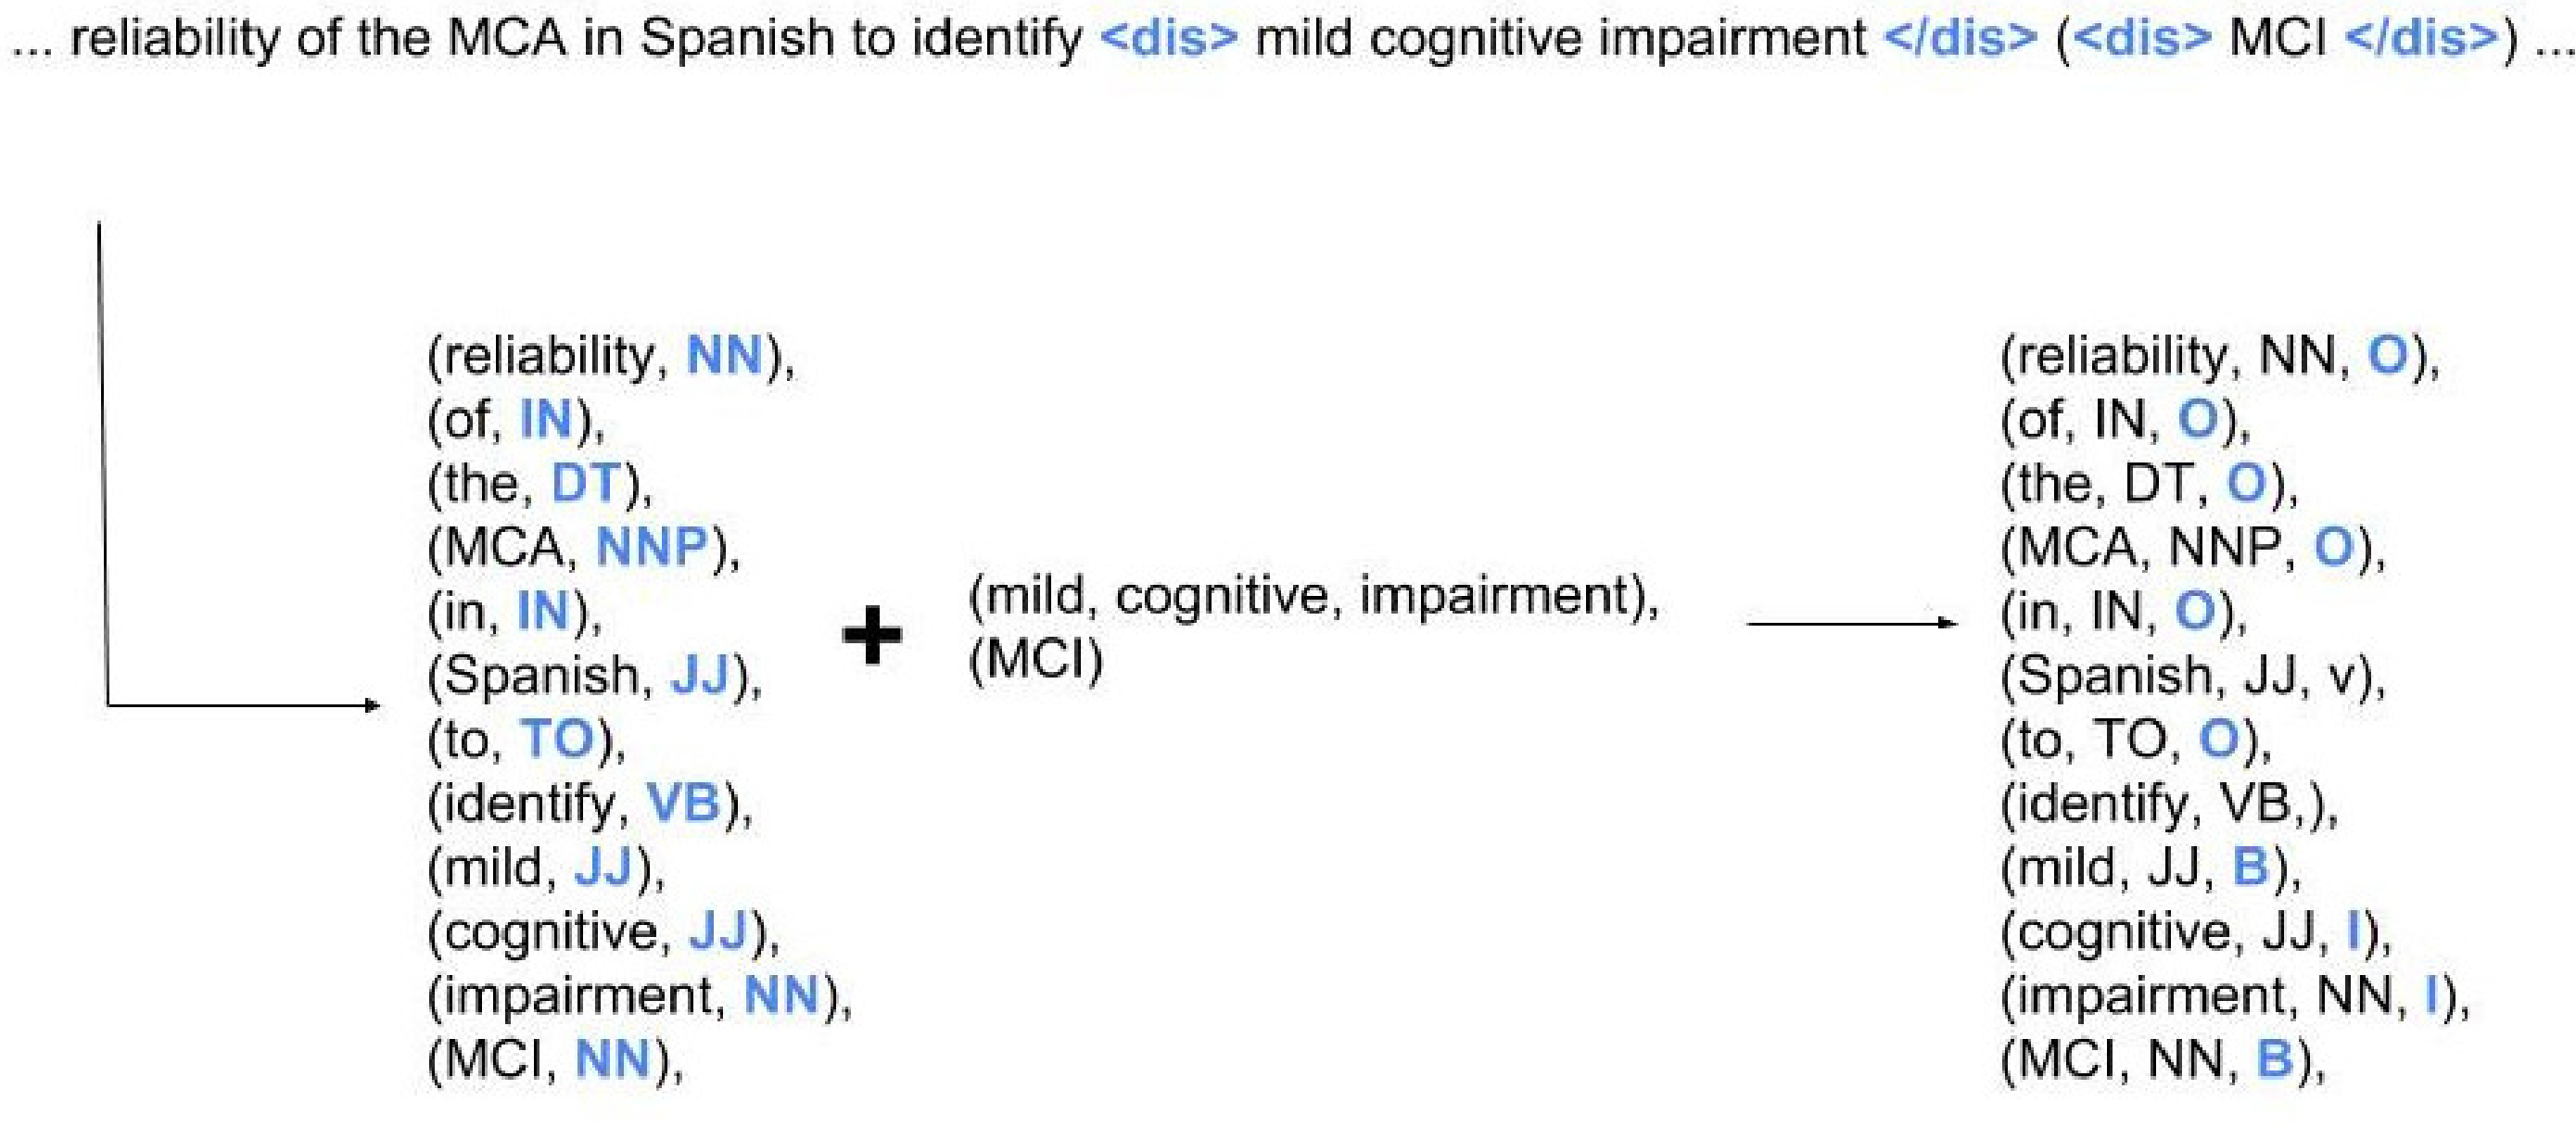 ... reliability of the MCA in Spanish to identify <dis> mild cognitive impairment </dis> (<dis> MCI </dis>) ...
(reliability, NN),
(of, IN),
(the, DT),
(MCA, NNP),
(in, IN),
(Spanish, JJ),
(to, TO),
(identify, VB),
(mild, JJ),
(cognitive, JJ),
(impairment, NN),
(MCI, NN),
+
(mild, cognitive, impairment),
(MCI)
(reliability, NN, O),
(of, IN, O),
(the, DT, O),
(MCA, NNP, O),
(in, IN, O),
(Spanish, JJ, v),
(to, TO, O),
(identify, VB,),
(mild, JJ, B),
(cognitive, JJ, I),
(impairment, NN, I),
(MCI, NN, B),